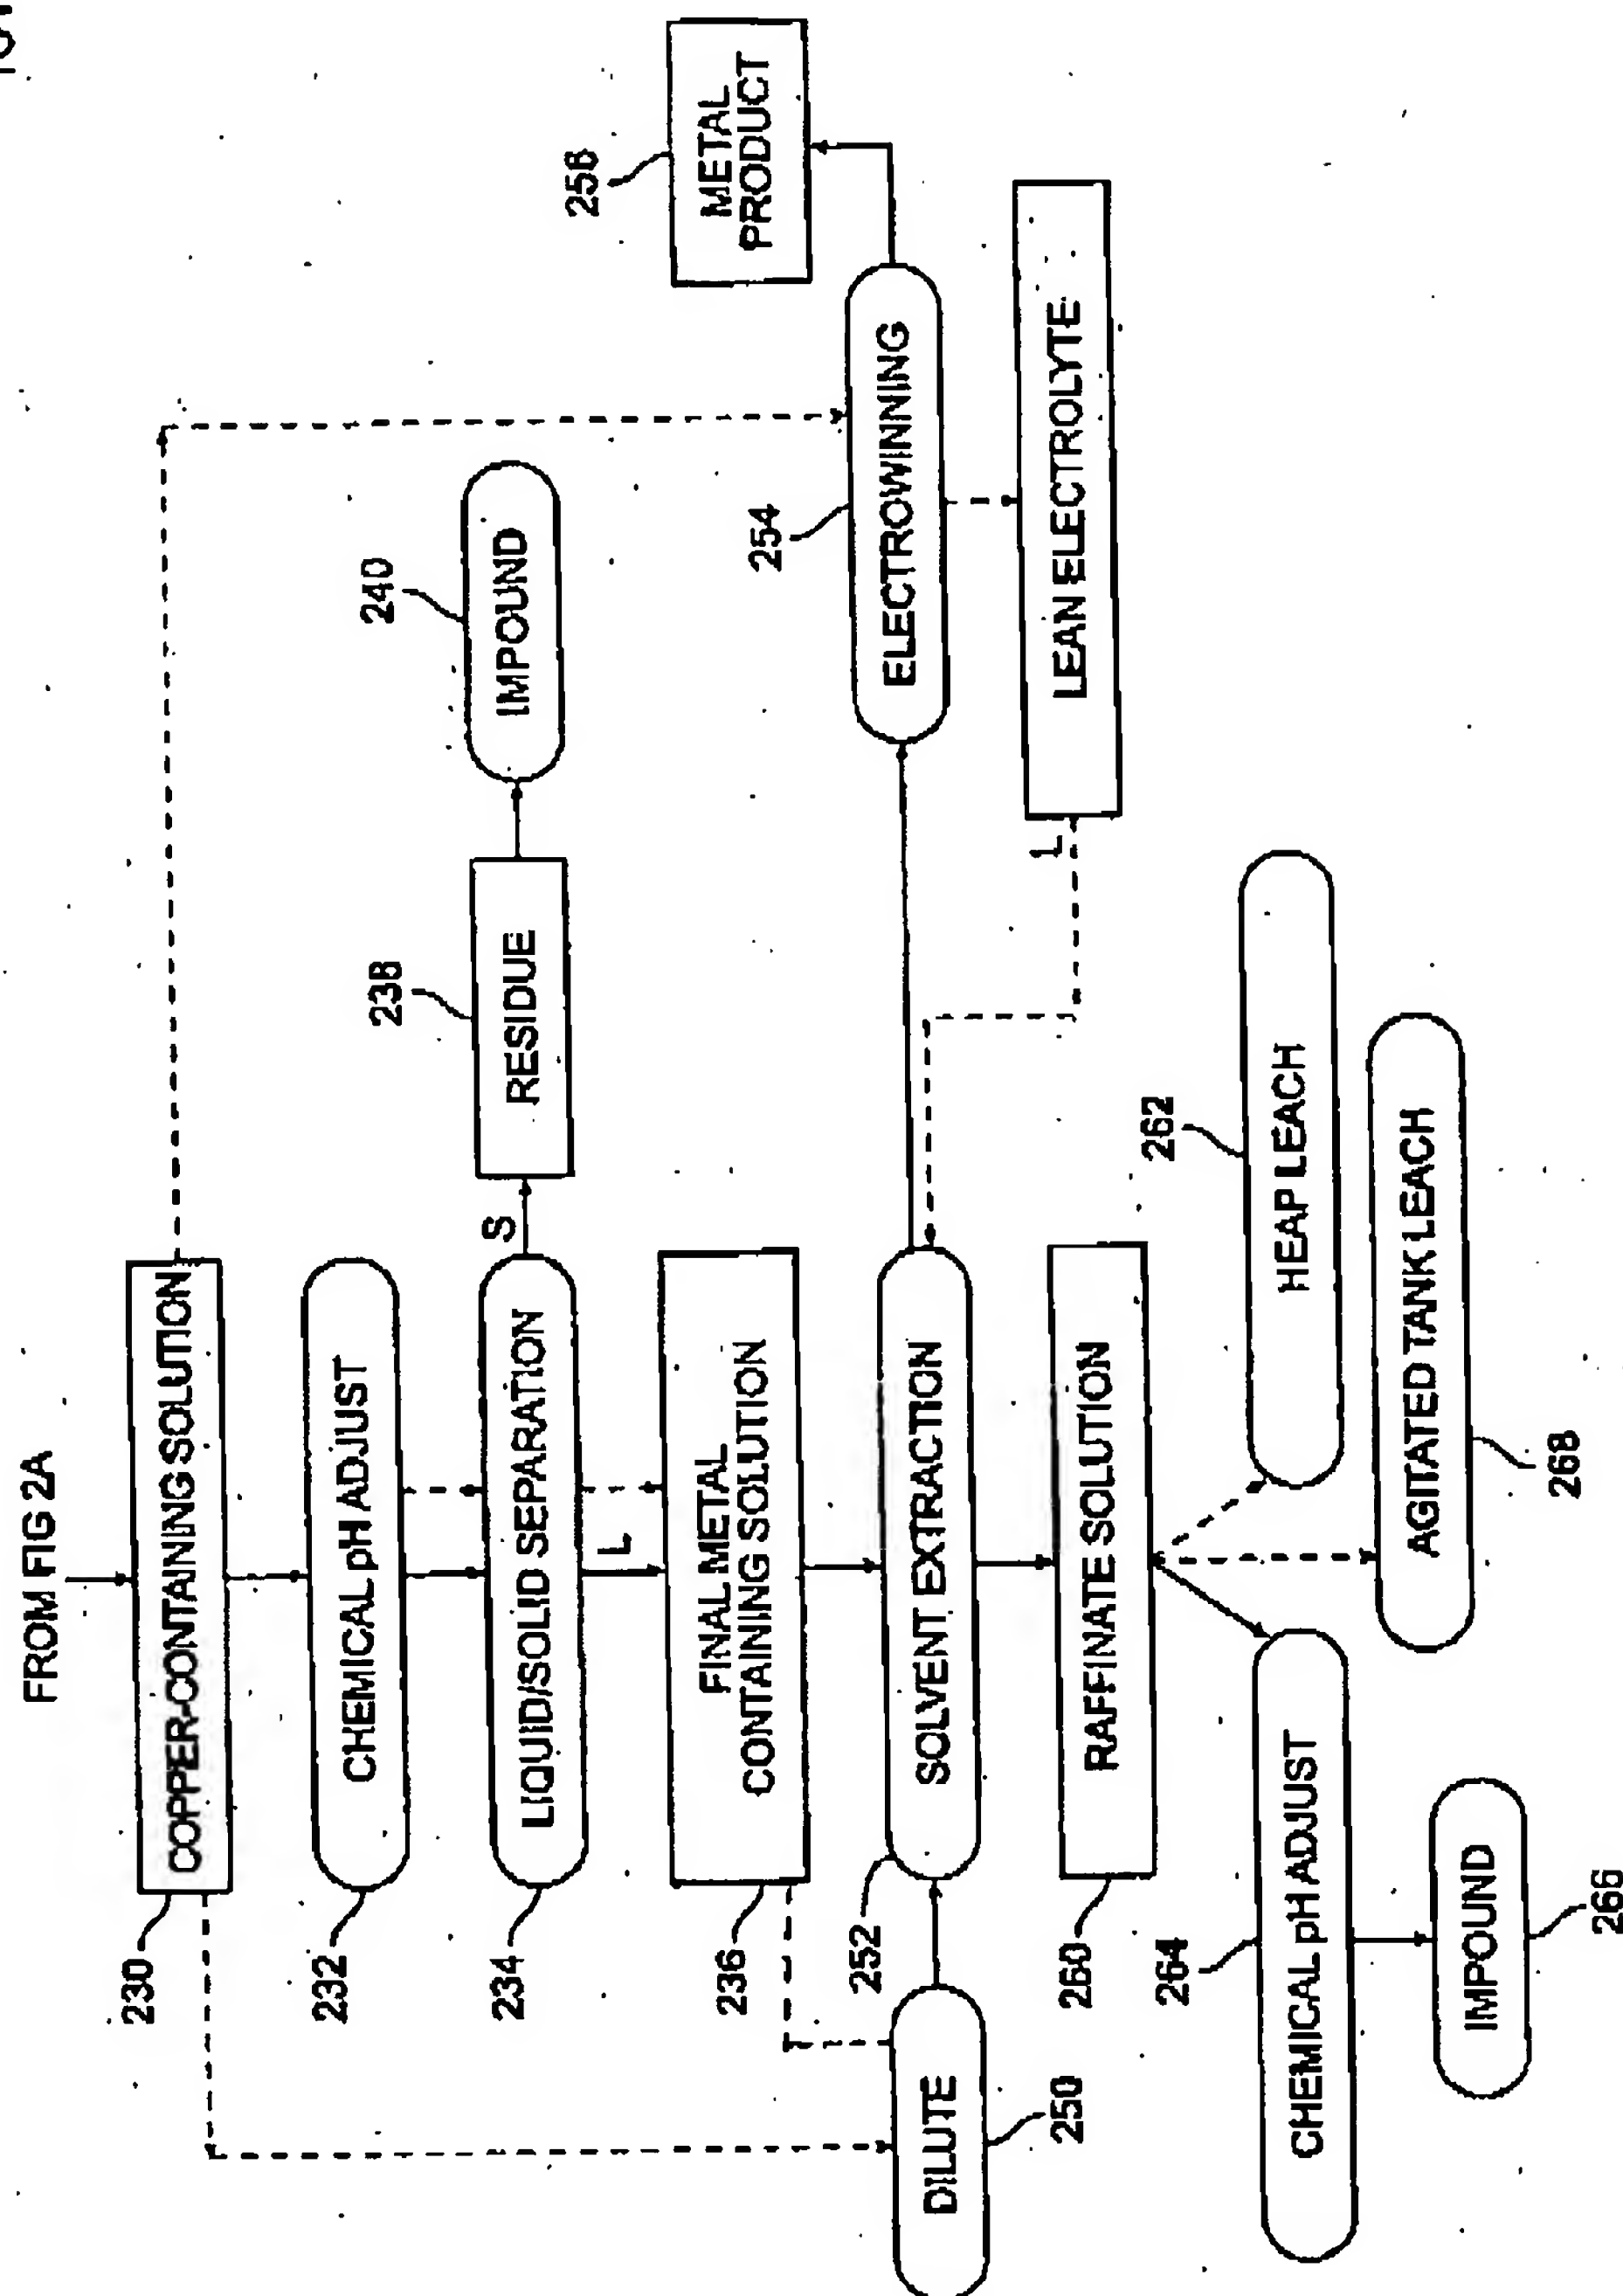 FROM FIG 2A
230
COPPER-CONTAINING SOLUTION
232
CHEMICAL pH ADJUST
234
LIQUID/SOLID SEPARATION
S
238
RESIDUE
240
IMPOUND
L
236
FINAL METAL
CONTAINING SOLUTION
250
DILUTE
252
SOLVENT EXTRACTION
254
ELECTROWINNING
256
METAL
PRODUCT
L
LEAN ELECTROLYTE
260
RAFFINATE SOLUTION
262
HEAP LEACH
264
CHEMICAL pH ADJUST
268
AGITATED TANK LEACH
IMPOUND
266